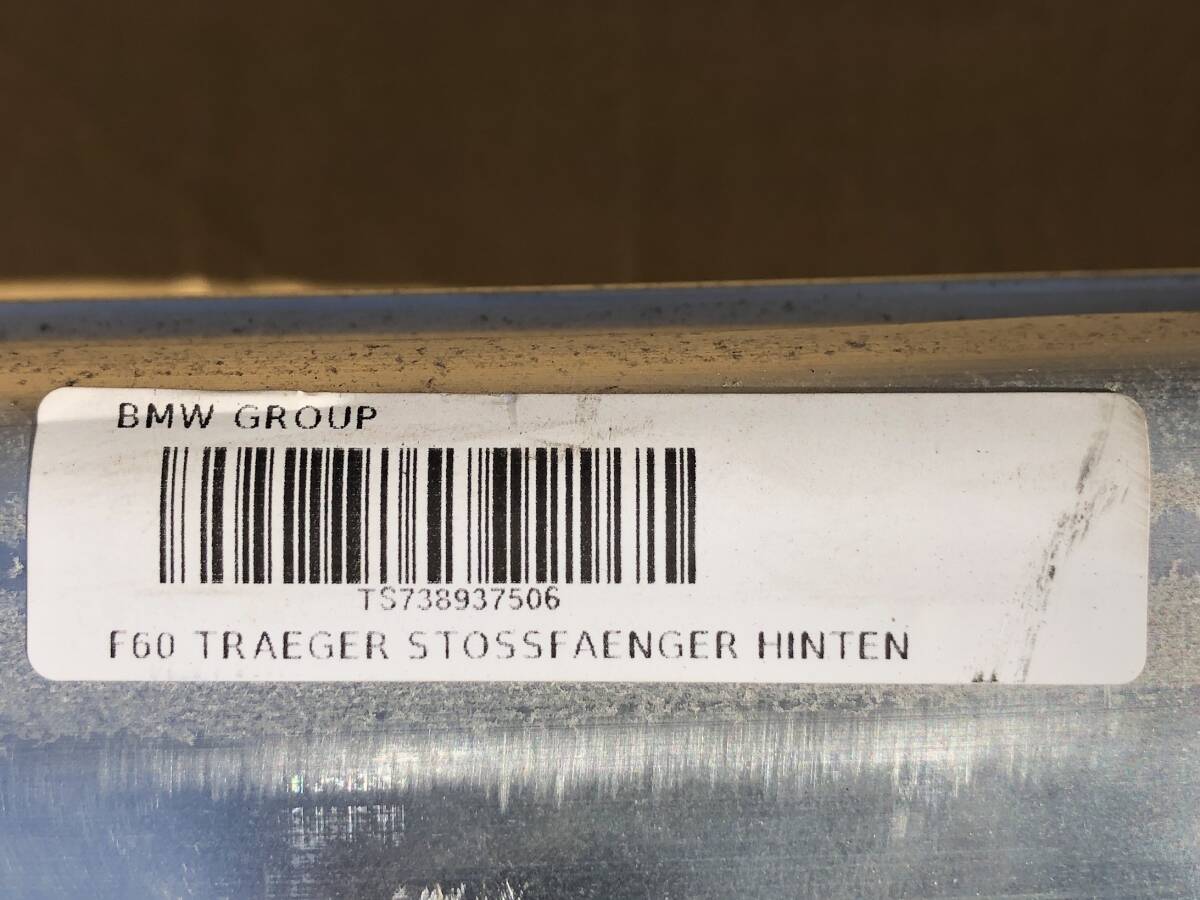 BMW GROUP
TS738937506
F60 TRAEGER STOSSFAENGER HINTEN